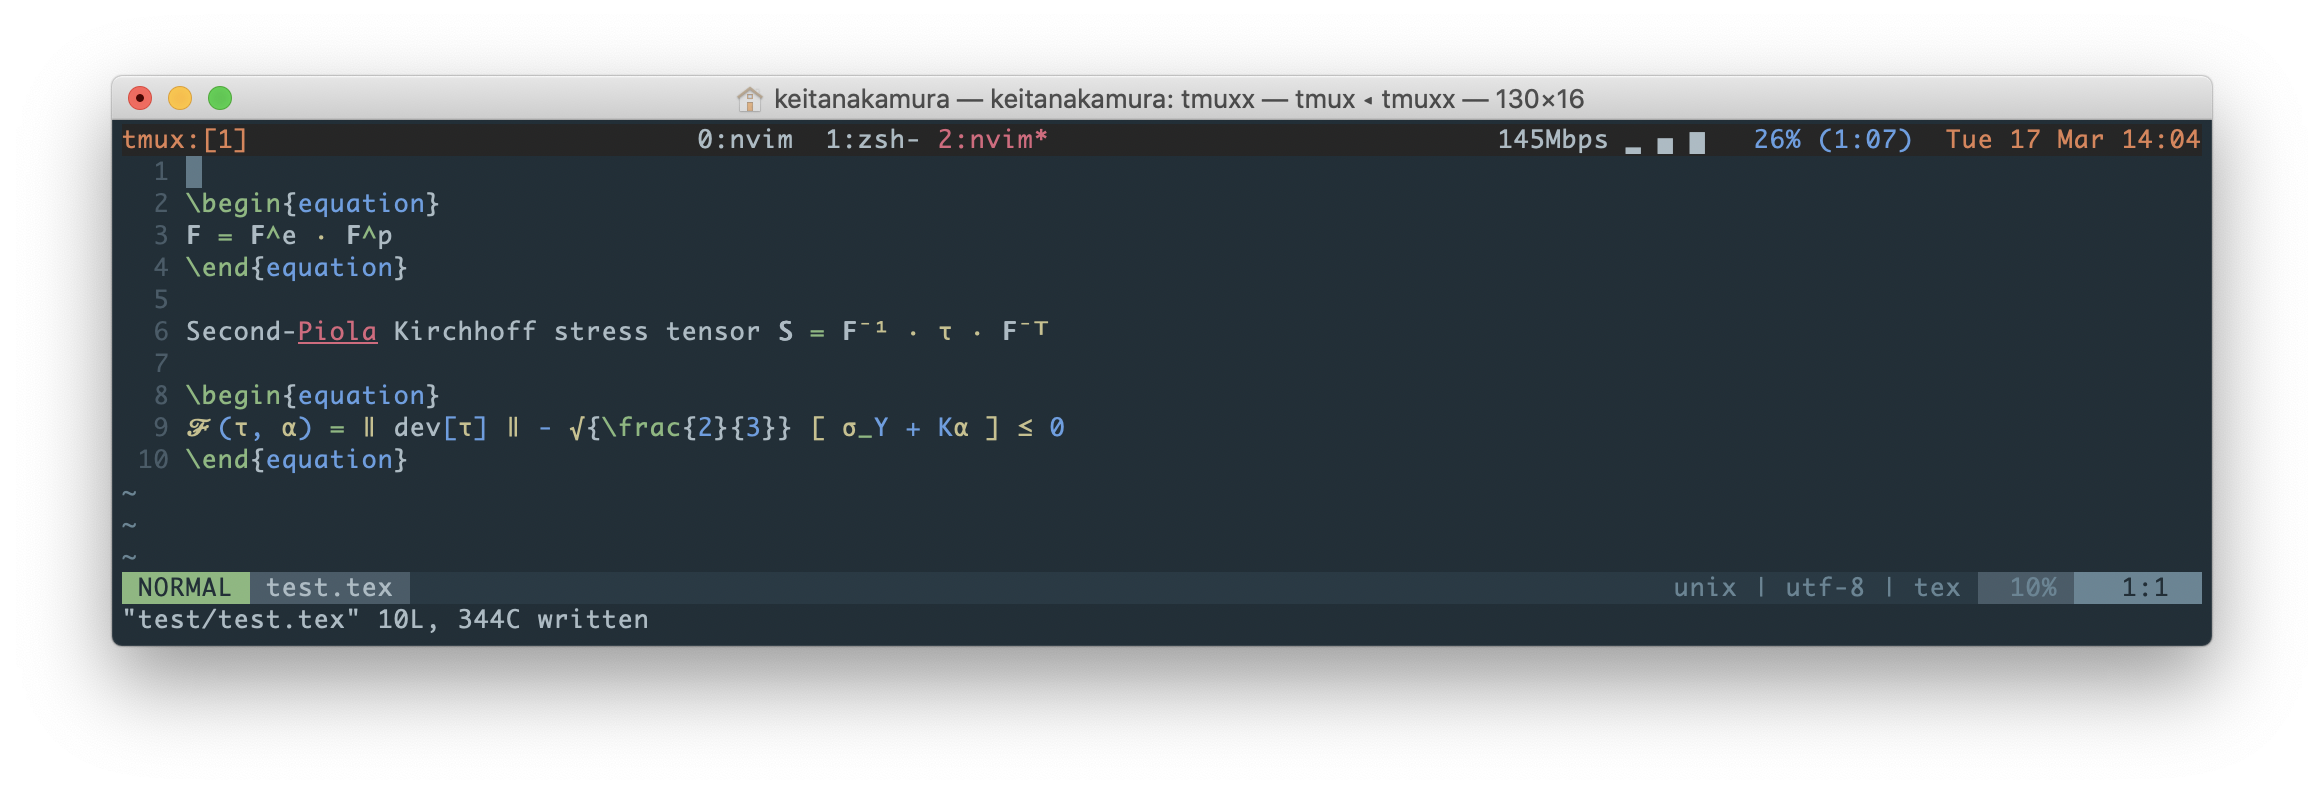 keitanakamura — keitanakamura: tmuxx — tmux ◂ tmuxx — 130×16
tmux:[1] 0:nvim 1:zsh- 2:nvim* 145Mbps ▂ ▄ ▆ 26% (1:07) Tue 17 Mar 14:04
1
2 \begin{equation}
3 F = F^e · F^p
4 \end{equation}
5
6 Second-Piola Kirchhoff stress tensor S = F⁻¹ · τ · F⁻ᵀ
7
8 \begin{equation}
9 ℱ(τ, α) = ‖ dev[τ] ‖ - √{\frac{2}{3}} [ σ_Y + Kα ] ≤ 0
10 \end{equation}
~
~
~
NORMAL test.tex unix | utf-8 | tex 10% 1:1
"test/test.tex" 10L, 344C written